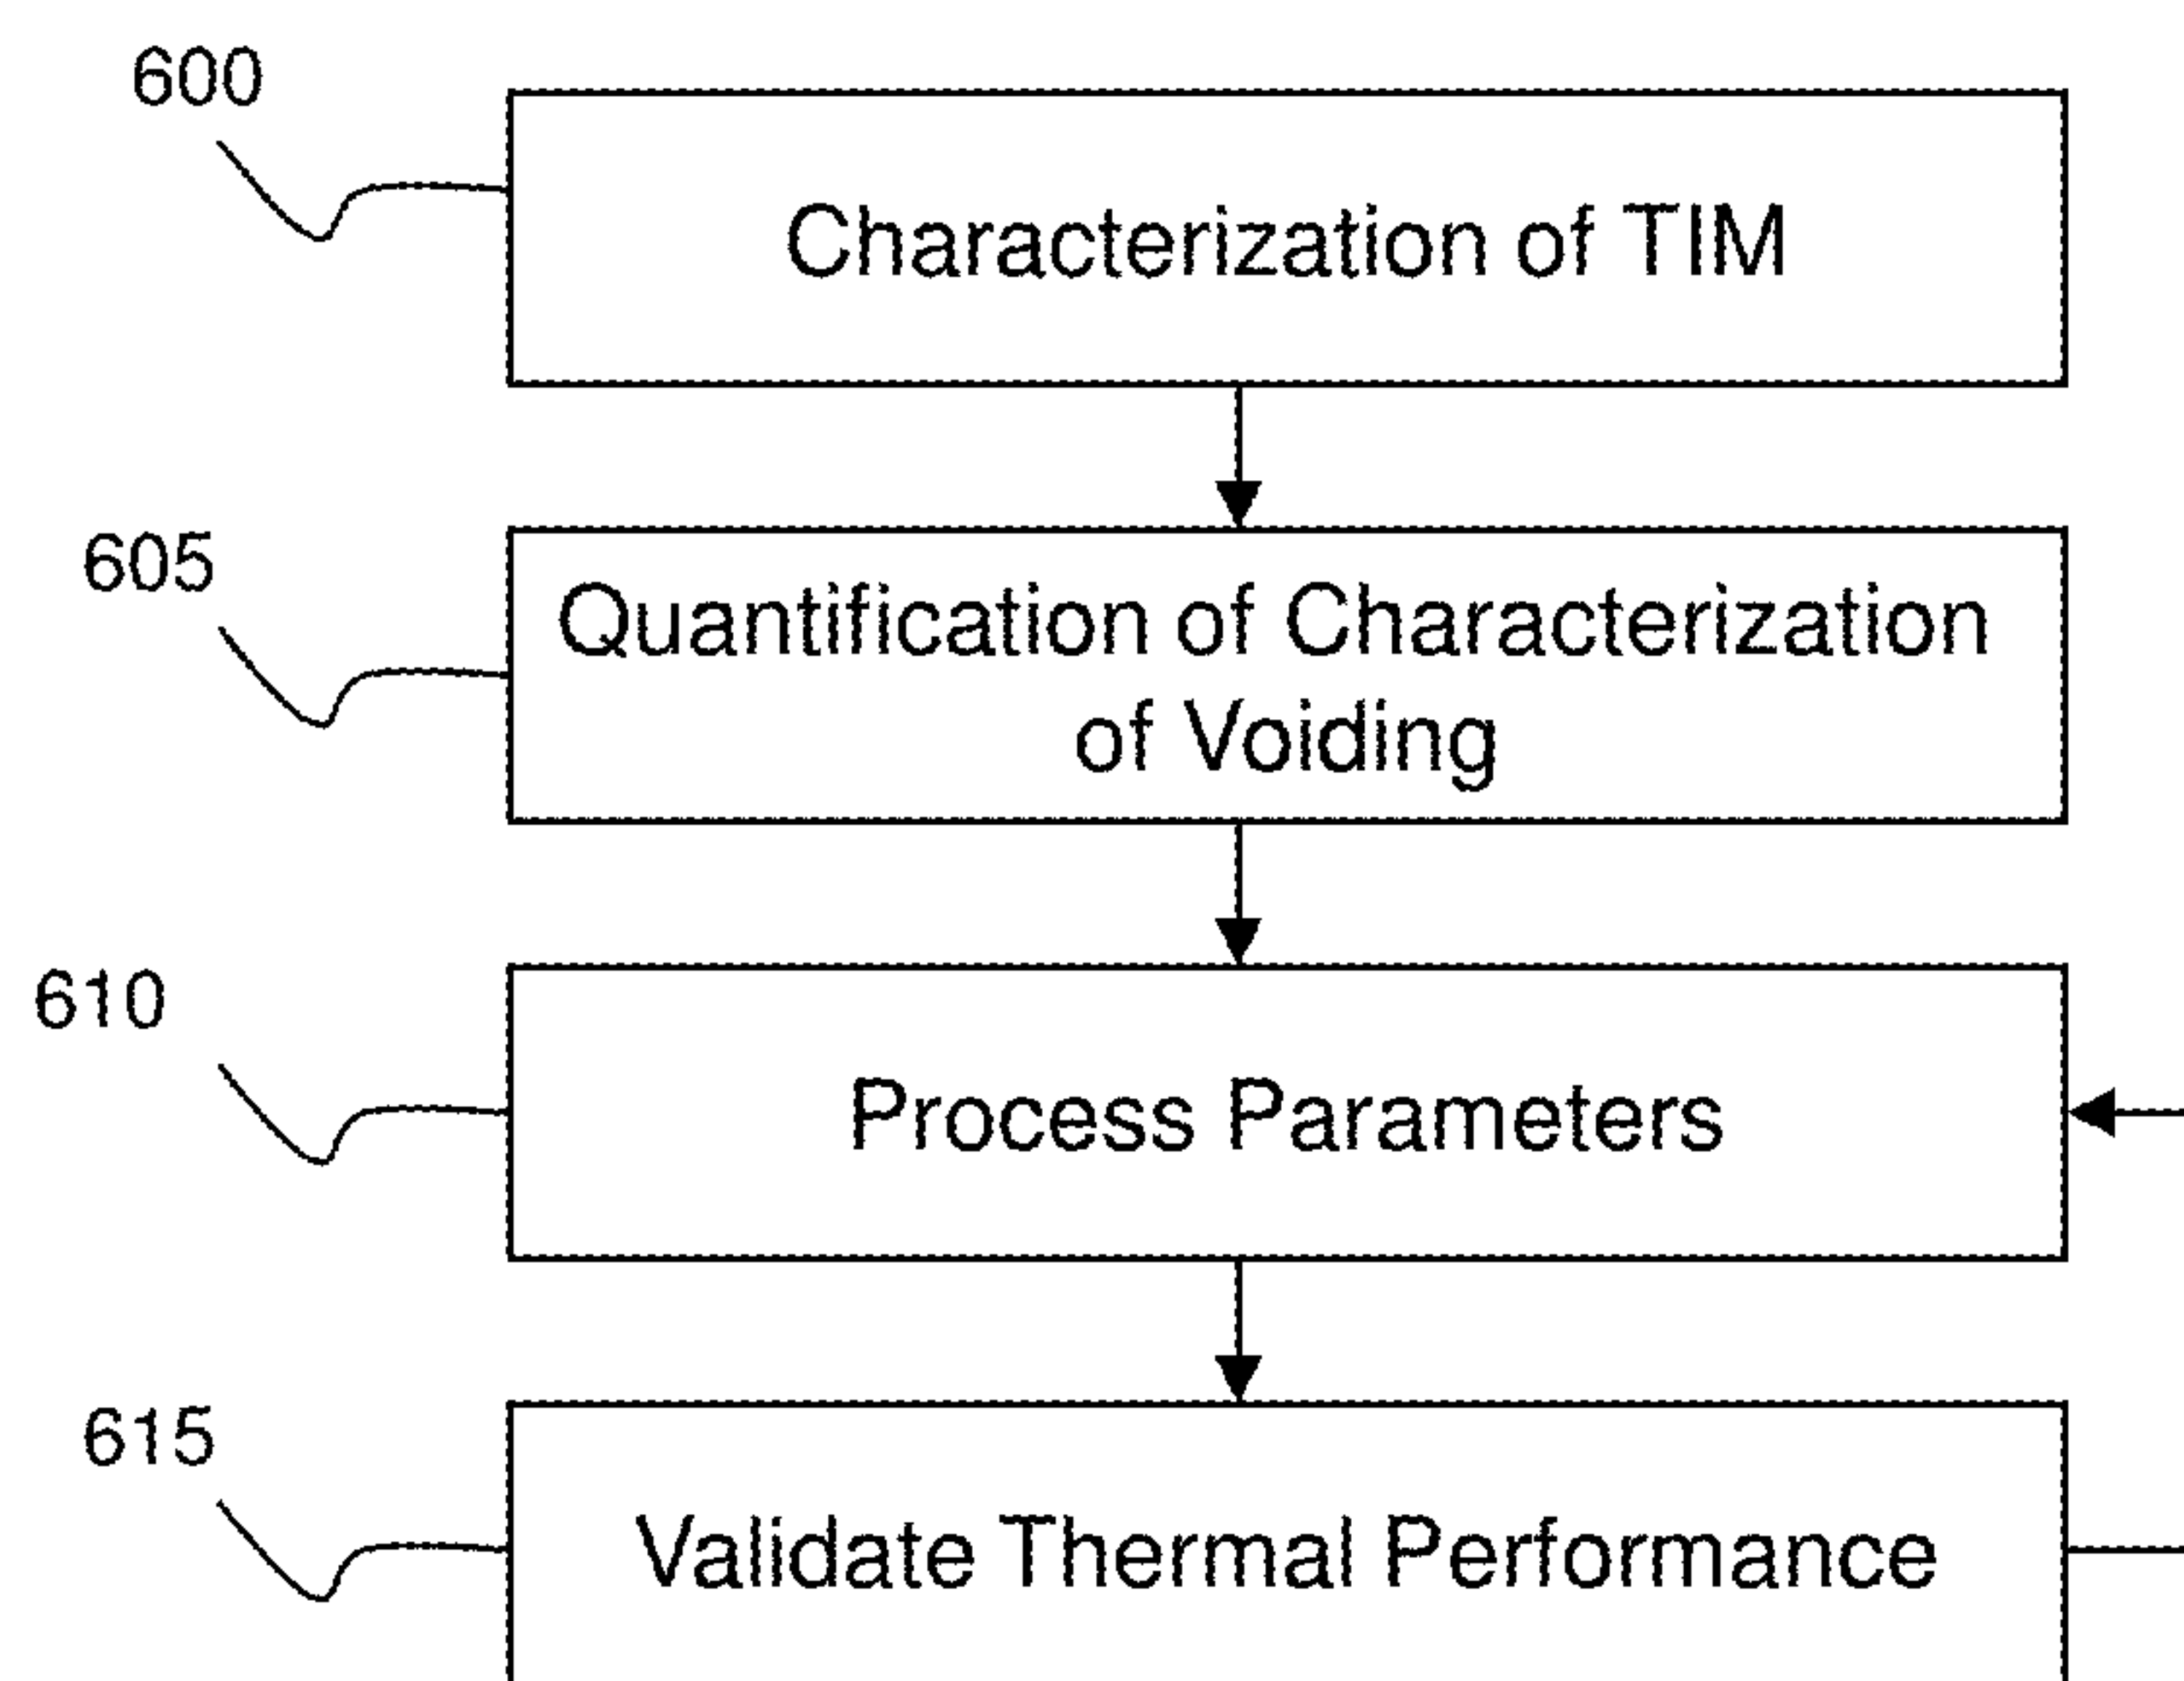 600
Characterization of TIM
605
Quantification of Characterization
of Voiding
610
Process Parameters
615
Validate Thermal Performance